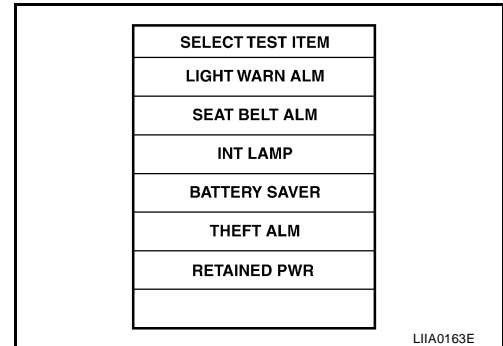 SELECT TEST ITEM
LIGHT WARN ALM
SEAT BELT ALM
INT LAMP
BATTERY SAVER
THEFT ALM
RETAINED PWR
LIIA0163E